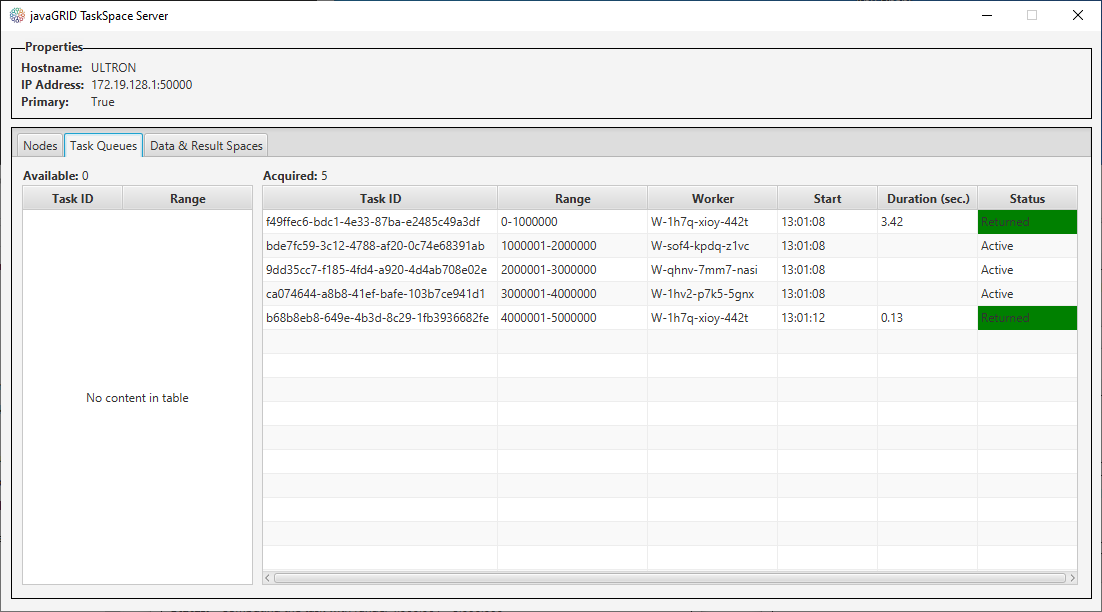 javaGRID TaskSpace Server
Properties
Hostname: ULTRON
IP Address: 172.19.128.1:50000
Primary: True
Nodes Task Queues Data & Result Spaces
Available: 0
Task ID Range
No content in table
Acquired: 5
Task ID Range Worker Start Duration (sec.) Status
f49ffec6-bdc1-4e33-87ba-e2485c49a3df 0-1000000 W-1h7q-xioy-442t 13:01:08 3.42 Returned
bde7fc59-3c12-4788-af20-0c74e68391ab 1000001-2000000 W-sof4-kpdq-z1vc 13:01:08 Active
9dd35cc7-f185-4fd4-a920-4d4ab708e02e 2000001-3000000 W-qhnv-7mm7-nasi 13:01:08 Active
ca074644-a8b8-41ef-bafe-103b7ce941d1 3000001-4000000 W-1hv2-p7k5-5gnx 13:01:08 Active
b68b8eb8-649e-4b3d-8c29-1fb3936682fe 4000001-5000000 W-1h7q-xioy-442t 13:01:12 0.13 Returned